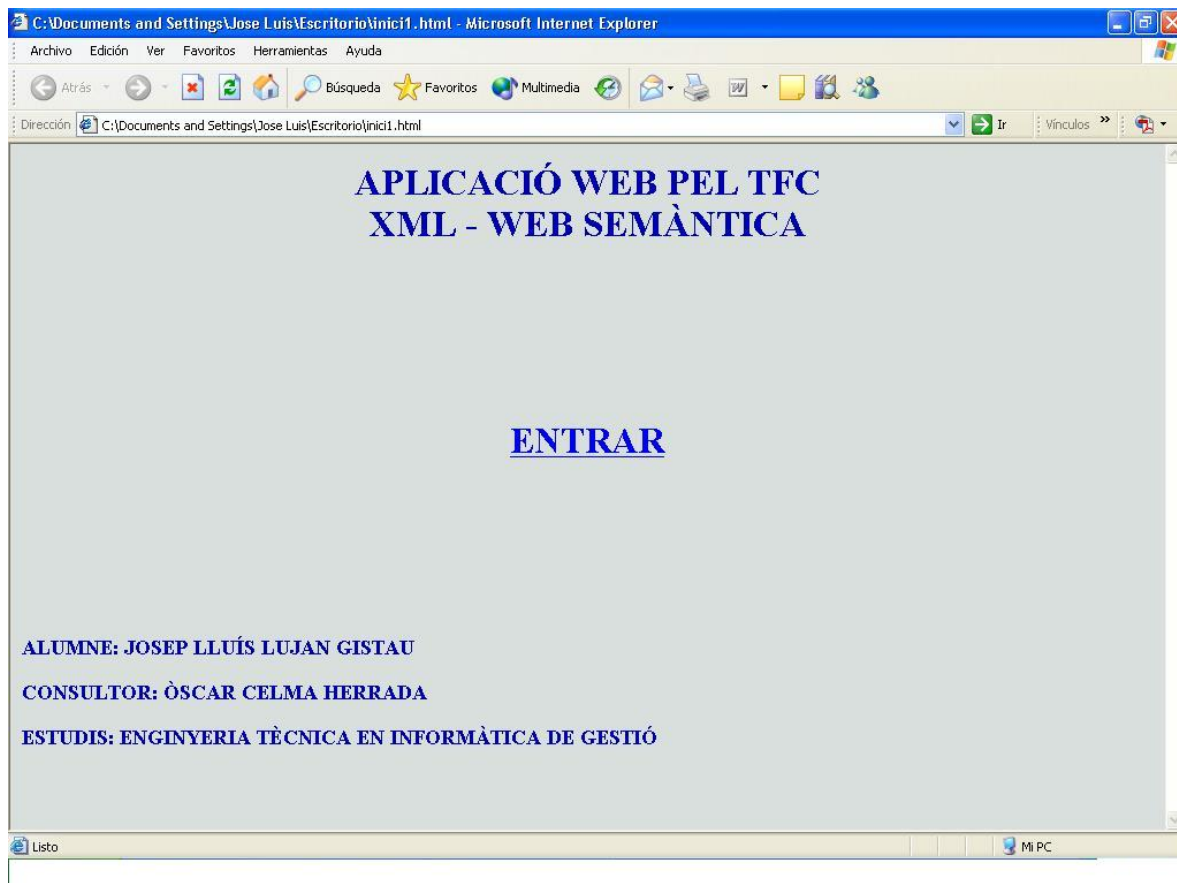 C:\Documents and Settings\Jose Luis\Escritorio\inici1.html - Microsoft Internet Explorer
Archivo Edición Ver Favoritos Herramientas Ayuda
Atrás Búsqueda Favoritos Multimedia
Dirección C:\Documents and Settings\Jose Luis\Escritorio\inici1.html Ir Vínculos »
APLICACIÓ WEB PEL TFC
XML - WEB SEMÀNTICA
ENTRAR
ALUMNE: JOSEP LLUÍS LUJAN GISTAU
CONSULTOR: ÒSCAR CELMA HERRADA
ESTUDIS: ENGINYERIA TÈCNICA EN INFORMÀTICA DE GESTIÓ
Listo Mi PC